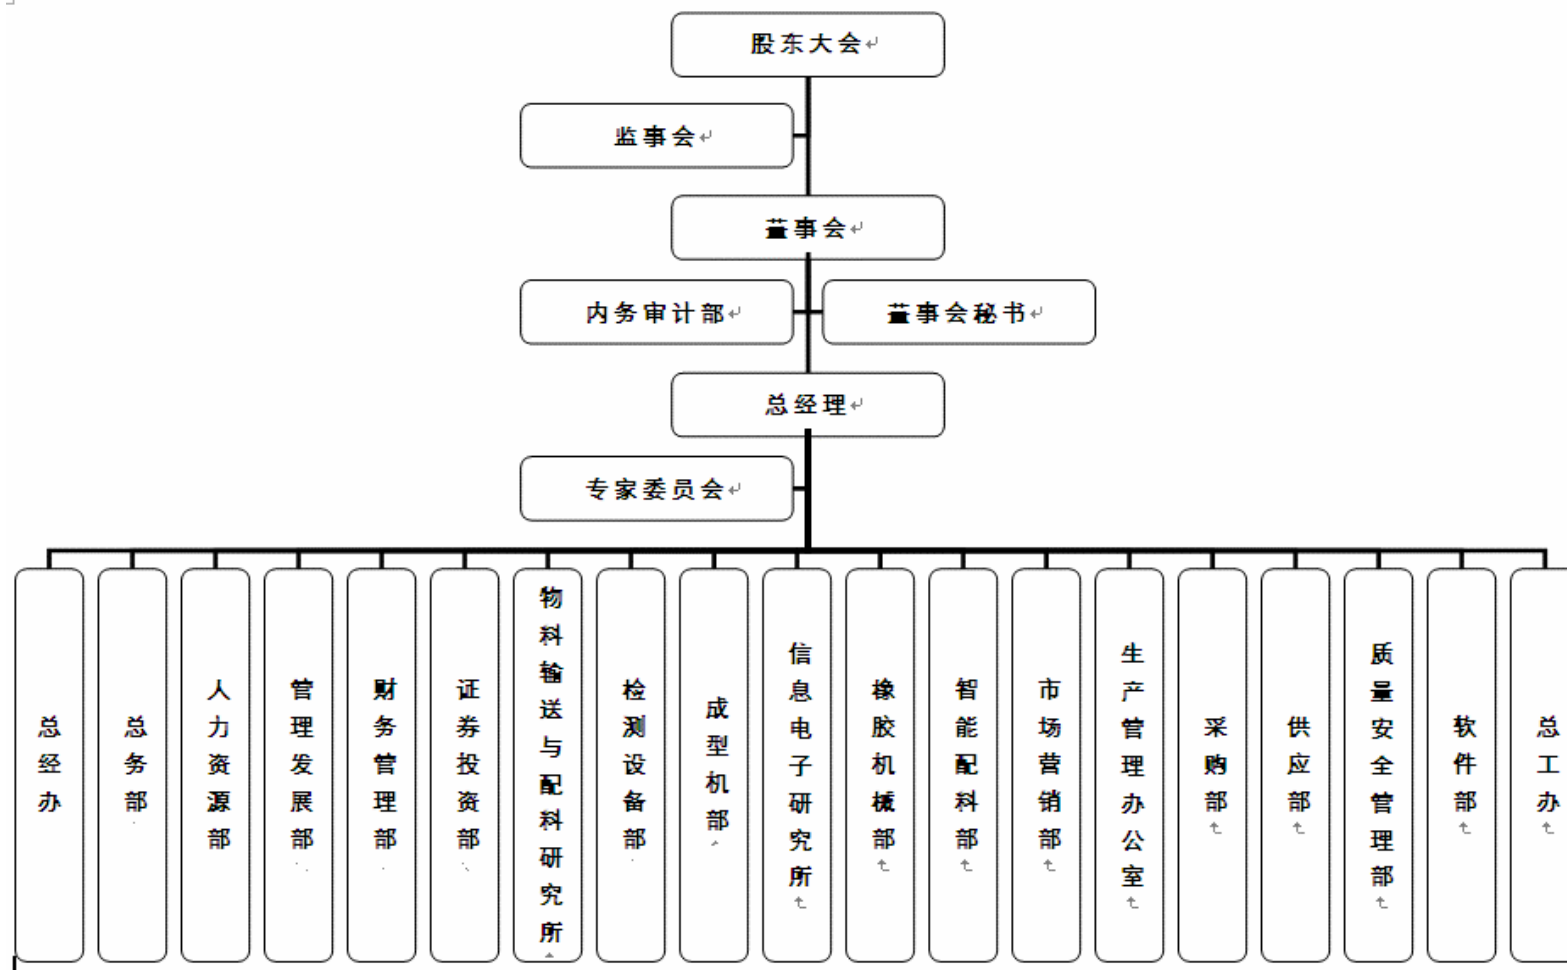 股东大会
监事会
董事会
内务审计部
董事会秘书
总经理
专家委员会
总经办
总务部
人力资源部
管理发展部
财务管理部
证券投资部
物料输送与配料研究所
检测设备部
成型机部
信息电子研究所
橡胶机械部
智能配料部
市场营销部
生产管理办公室
采购部
供应部
质量安全管理部
软件部
总工办